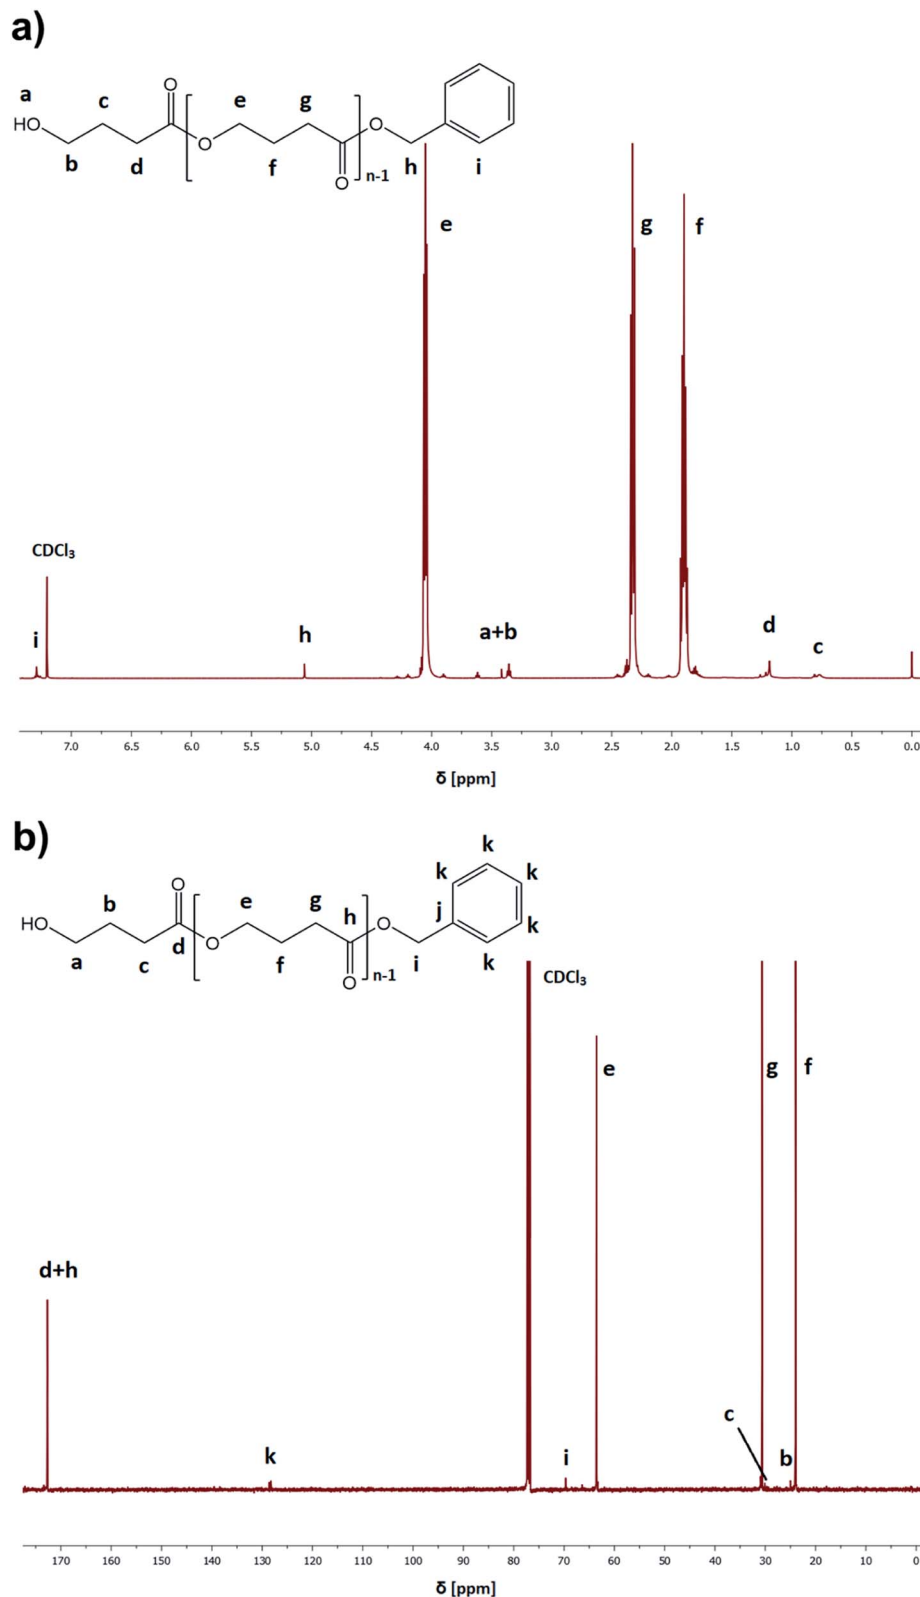 a)
O
a
c
e
g
HO
O
O
b
d
f
O
n-1
h
i
e
g
f
CDCl₃
i
h
a+b
d
c
7.0 6.5 6.0 5.5 5.0 4.5 4.0 3.5 3.0 2.5 2.0 1.5 1.0 0.5 0.0
δ [ppm]
b)
k
k k
O
b
e
g
h
j
k
HO
O
O
k
a
c
d
f
O
n-1
i
k
CDCl₃
e
g
f
d+h
k
i
c
b
170 160 150 140 130 120 110 100 90 80 70 60 50 40 30 20 10 0
δ [ppm]